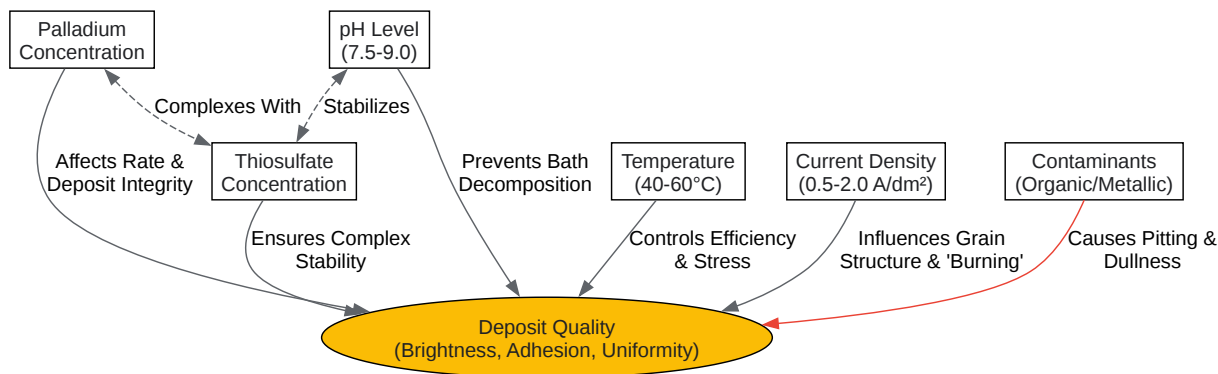 Palladium
Concentration
pH Level
(7.5-9.0)
Complexes With
Stabilizes
Affects Rate &
Deposit Integrity
Thiosulfate
Concentration
Prevents Bath
Decomposition
Temperature
(40-60°C)
Current Density
(0.5-2.0 A/dm²)
Contaminants
(Organic/Metallic)
Ensures Complex
Stability
Controls Efficiency
& Stress
Influences Grain
Structure & 'Burning'
Causes Pitting &
Dullness
Deposit Quality
(Brightness, Adhesion, Uniformity)